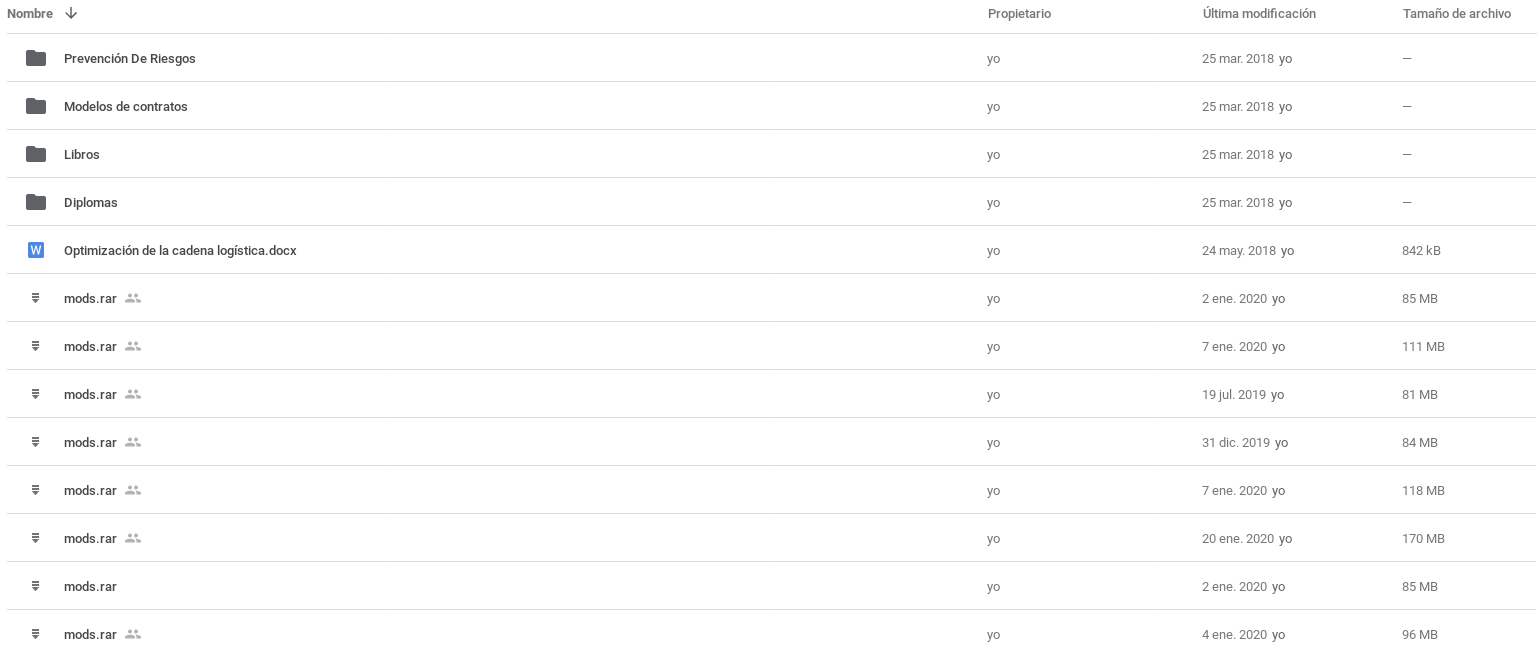 Nombre Propietario Última modificación Tamaño de archivo
Prevención De Riesgos yo 25 mar. 2018 yo —
Modelos de contratos yo 25 mar. 2018 yo —
Libros yo 25 mar. 2018 yo —
Diplomas yo 25 mar. 2018 yo —
W Optimización de la cadena logística.docx yo 24 may. 2018 yo 842 kB
mods.rar yo 2 ene. 2020 yo 85 MB
mods.rar yo 7 ene. 2020 yo 111 MB
mods.rar yo 19 jul. 2019 yo 81 MB
mods.rar yo 31 dic. 2019 yo 84 MB
mods.rar yo 7 ene. 2020 yo 118 MB
mods.rar yo 20 ene. 2020 yo 170 MB
mods.rar yo 2 ene. 2020 yo 85 MB
mods.rar yo 4 ene. 2020 yo 96 MB